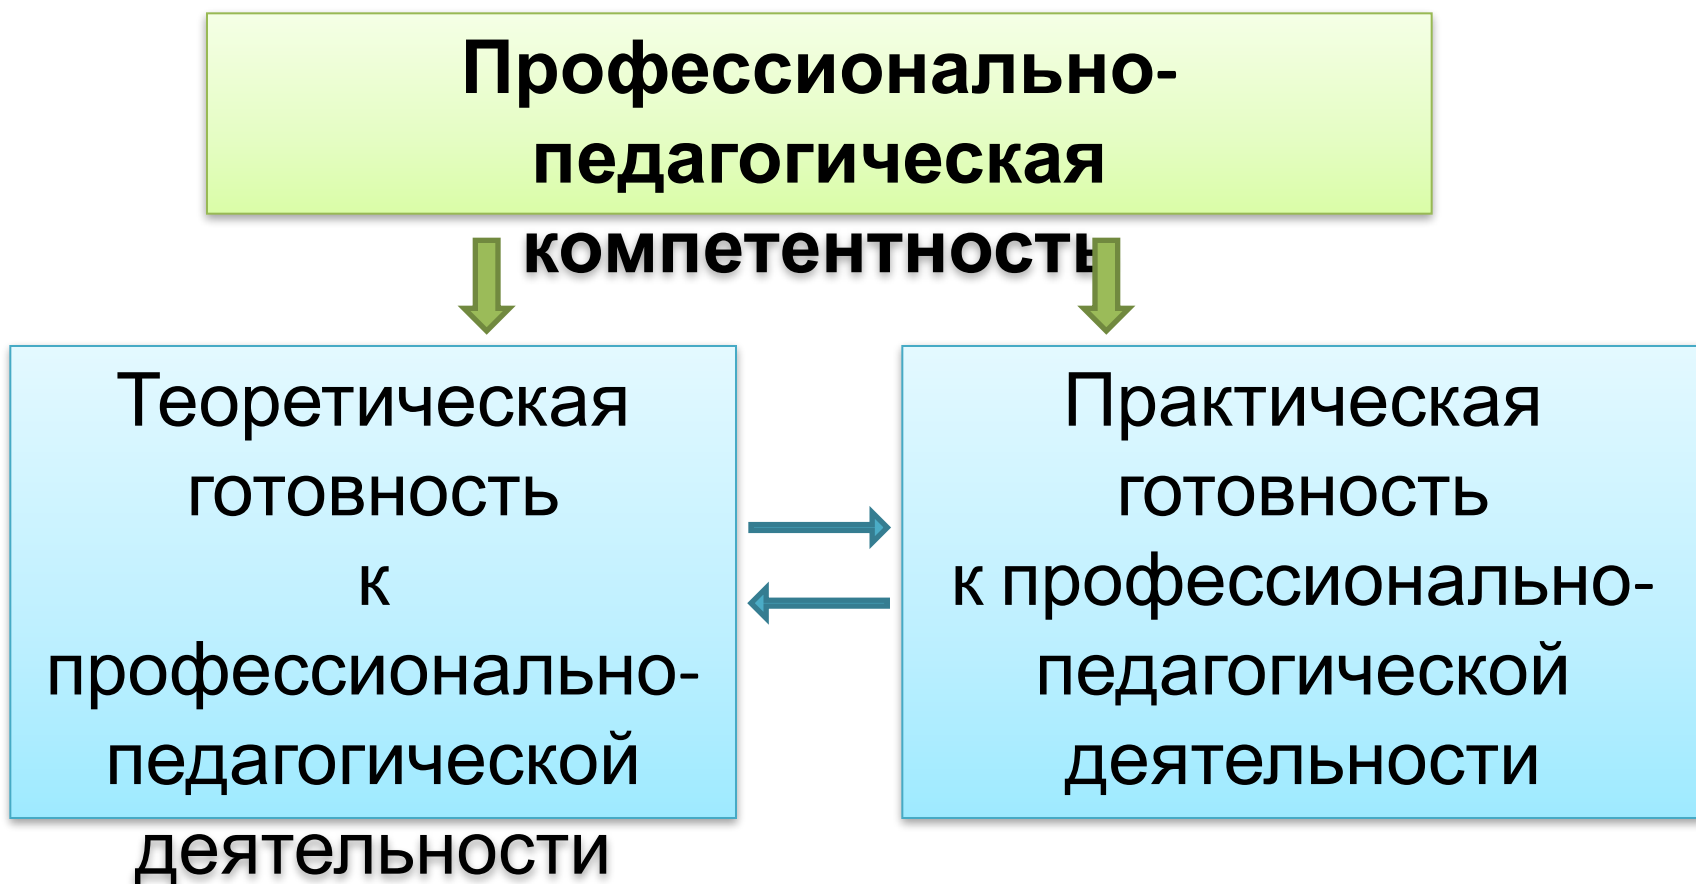 Профессионально-
педагогическая
компетентность
Теоретическая
готовность
к
профессионально-
педагогической
деятельности
Практическая
готовность
к профессионально-
педагогической
деятельности